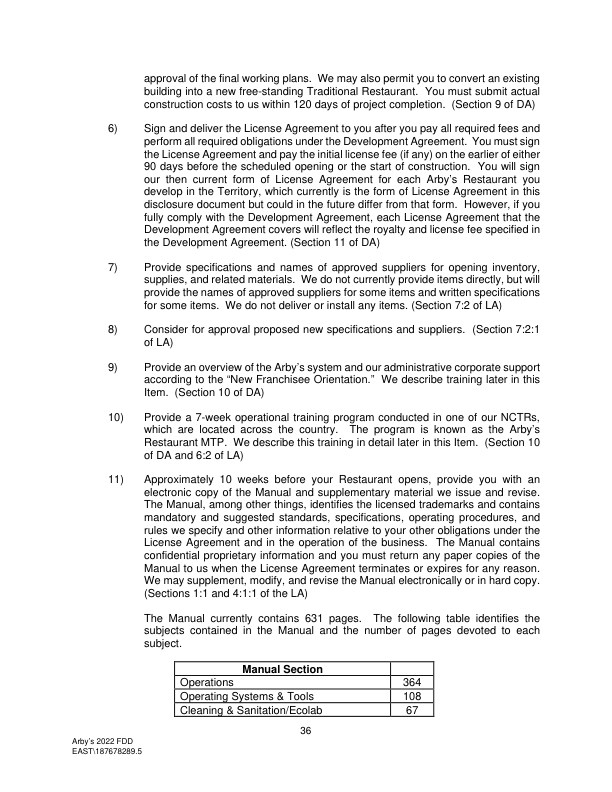 approval of the final working plans. We may also permit you to convert an existing
building into a new free-standing Traditional Restaurant. You must submit actual
construction costs to us within 120 days of project completion. (Section 9 of DA)
6) Sign and deliver the License Agreement to you after you pay all required fees and
perform all required obligations under the Development Agreement. You must sign
the License Agreement and pay the initial license fee (if any) on the earlier of either
90 days before the scheduled opening or the start of construction. You will sign
our then current form of License Agreement for each Arby's Restaurant you
develop in the Territory, which currently is the form of License Agreement in this
disclosure document but could in the future differ from that form. However, if you
fully comply with the Development Agreement, each License Agreement that the
Development Agreement covers will reflect the royalty and license fee specified in
the Development Agreement. (Section 11 of DA)
7) Provide specifications and names of approved suppliers for opening inventory,
supplies, and related materials. We do not currently provide items directly, but will
provide the names of approved suppliers for some items and written specifications
for some items. We do not deliver or install any items. (Section 7:2 of LA)
8) Consider for approval proposed new specifications and suppliers. (Section 7:2:1
of LA)
9) Provide an overview of the Arby's system and our administrative corporate support
according to the “New Franchisee Orientation.” We describe training later in this
Item. (Section 10 of DA)
10) Provide a 7-week operational training program conducted in one of our NCTRs,
which are located across the country. The program is known as the Arby's
Restaurant MTP. We describe this training in detail later in this Item. (Section 10
of DA and 6:2 of LA)
11) Approximately 10 weeks before your Restaurant opens, provide you with an
electronic copy of the Manual and supplementary material we issue and revise.
The Manual, among other things, identifies the licensed trademarks and contains
mandatory and suggested standards, specifications, operating procedures, and
rules we specify and other information relative to your other obligations under the
License Agreement and in the operation of the business. The Manual contains
confidential proprietary information and you must return any paper copies of the
Manual to us when the License Agreement terminates or expires for any reason.
We may supplement, modify, and revise the Manual electronically or in hard copy.
(Sections 1:1 and 4:1:1 of the LA)
The Manual currently contains 631 pages. The following table identifies the
subjects contained in the Manual and the number of pages devoted to each
subject.
Manual Section
Operations 364
Operating Systems & Tools 108
Cleaning & Sanitation/Ecolab 67
36
Arby's 2022 FDD
EAST\187678289.5